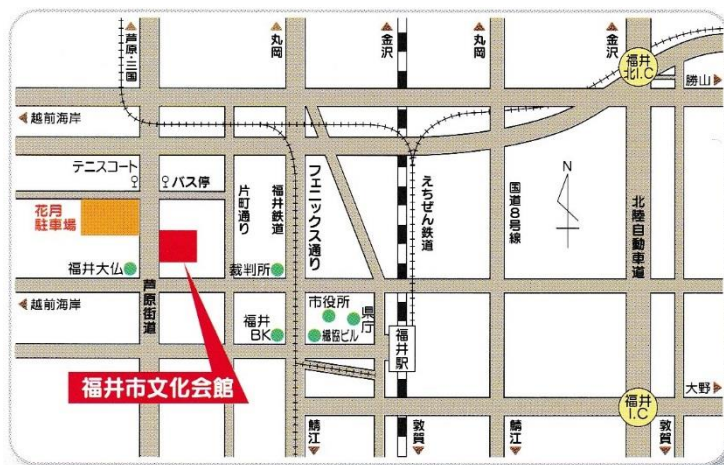 芦原・三国
丸岡
金沢
丸岡
金沢
福井
北I.C
勝山
越前海岸
テニスコート
バス停
花月
駐車場
片町通り
福井鉄道
フェニックス通り
えちぜん鉄道
国道8号線
N
北陸自動車道
福井大仏
芦原街道
裁判所
越前海岸
市役所
県庁
福井
BK
繊協ビル
福井駅
福井市文化会館
福井
I.C
大野
鯖江
敦賀
鯖江
敦賀